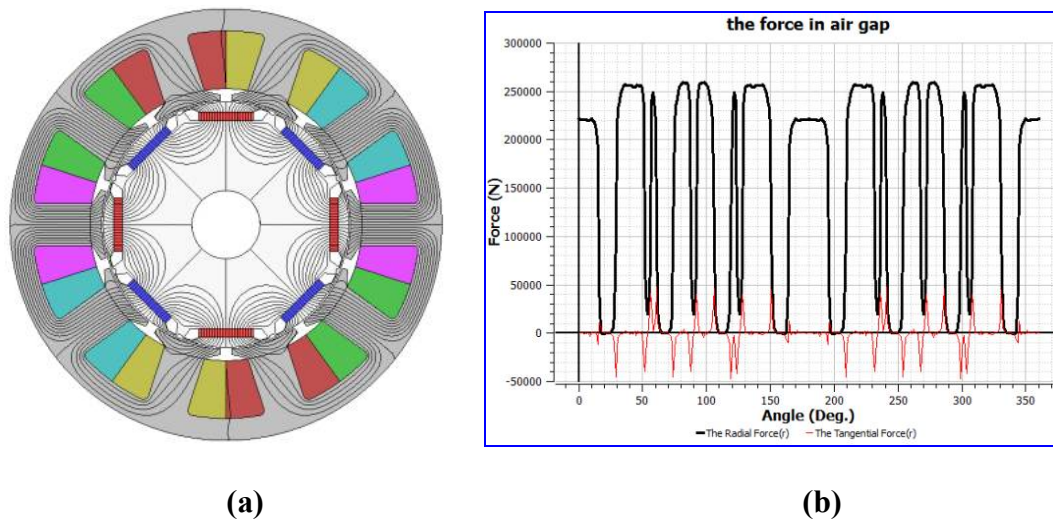 the force in air gap
300000
250000
200000
150000
100000
50000
0
-50000
Force (N)
0 50 100 150 200 250 300 350
Angle (Deg.)
The Radial Force(r) The Tangential Force(r)
(a) (b)